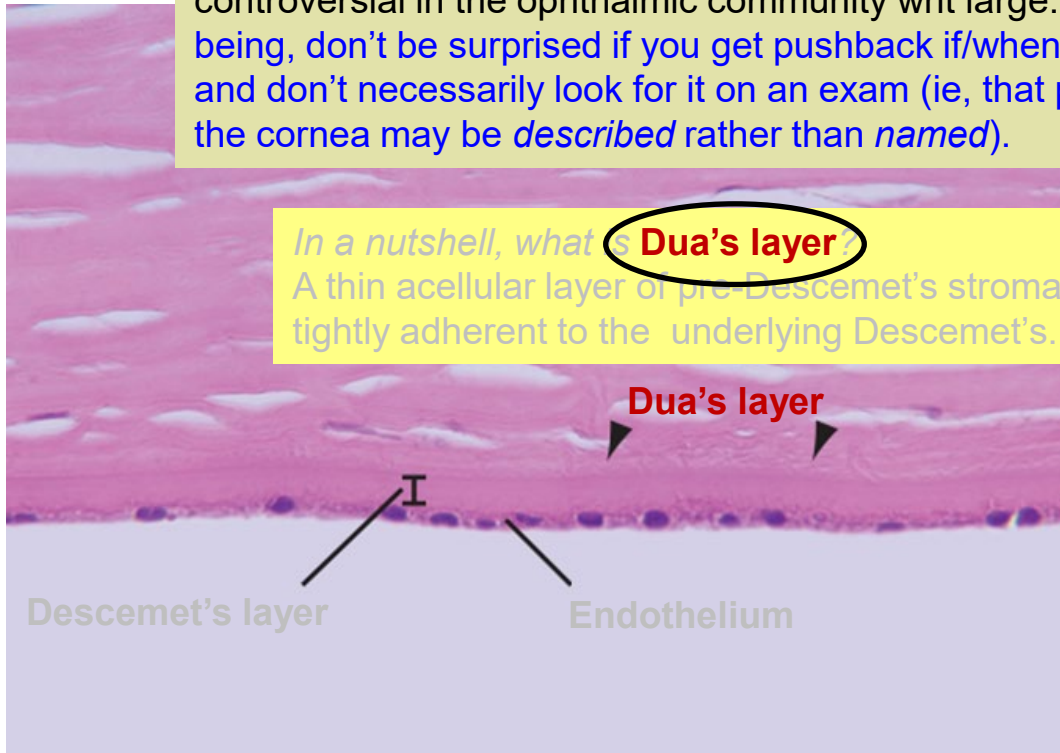 controversial in the ophthalmic community writ large.
being, don't be surprised if you get pushback if/when
and don't necessarily look for it on an exam (ie, that
the cornea may be described rather than named).
In a nutshell, what is Dua's layer?
A thin acellular layer of pre-Descemet's stroma
tightly adherent to the underlying Descemet's.
Dua's layer
Descemet's layer
Endothelium